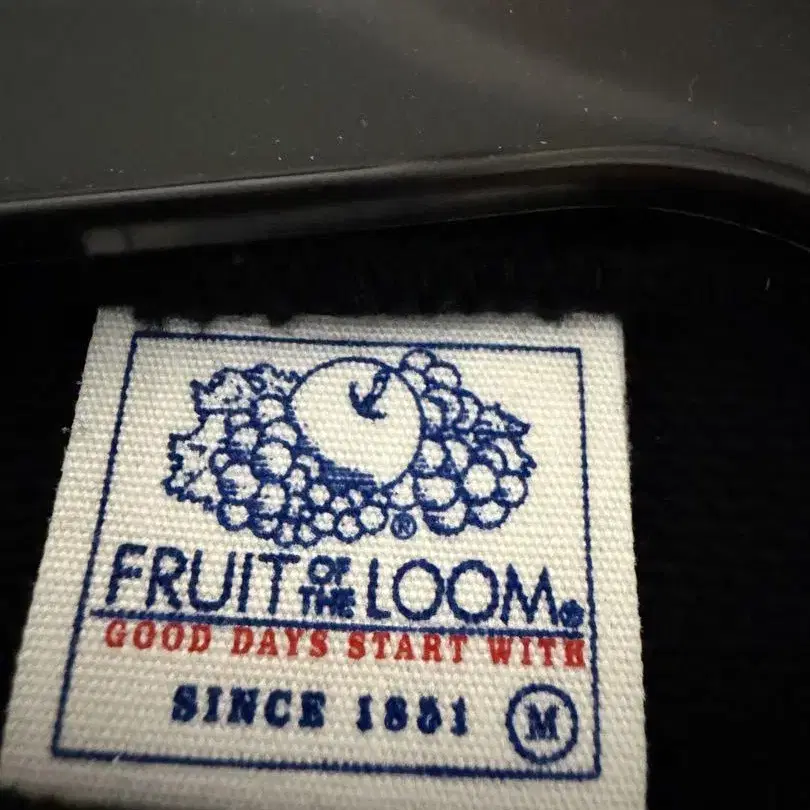 ®
FRUIT OF THE LOOM®
GOOD DAYS START WITH
SINCE 1851 M